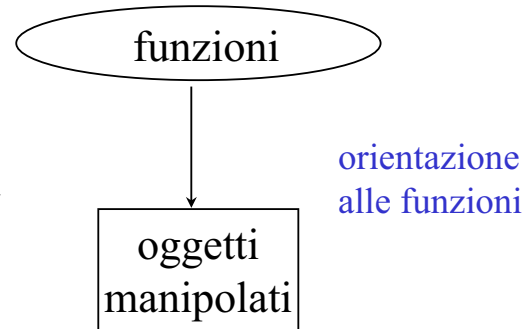 funzioni
orientazione
alle funzioni
oggetti
manipolati